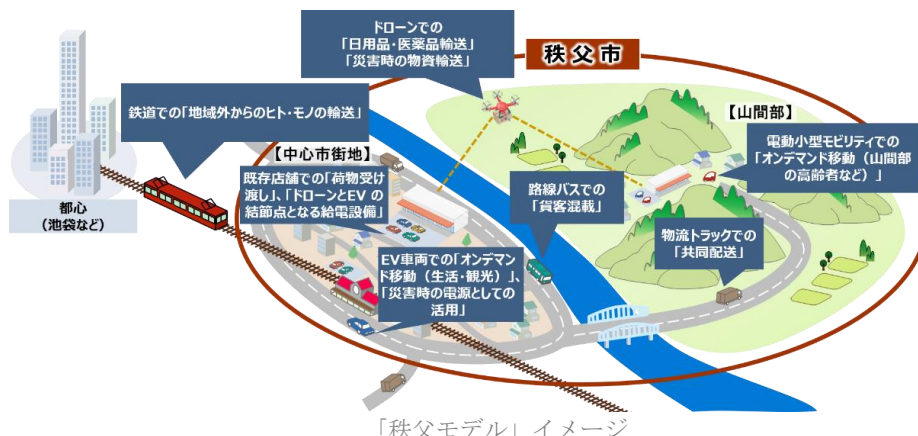 ドローンでの
「日用品・医薬品輸送」
「災害時の物資輸送」
秩父市
鉄道での「地域外からのヒト・モノの輸送」
【山間部】
電動小型モビリティでの
「オンデマンド移動（山間部
の高齢者など）」
【中心市街地】
既存店舗での「荷物受け
渡し」、「ドローンとEVの
結節点となる給電設備」
路線バスでの
「貨客混載」
都心
（池袋など）
物流トラックでの
「共同配送」
EV車両での「オンデマン
ド移動（生活・観光）」、
「災害時の電源としての
活用」
「秩父モデル」イメージ